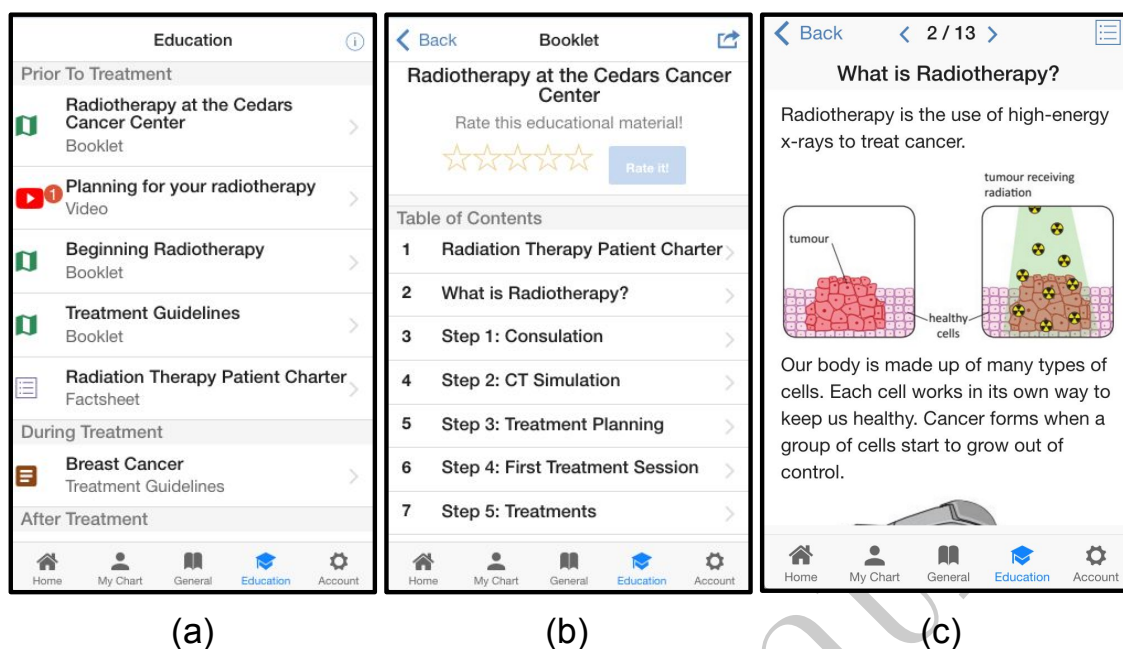 Education
Prior To Treatment
Radiotherapy at the Cedars
Cancer Center
Booklet
1
Planning for your radiotherapy
Video
Beginning Radiotherapy
Booklet
Treatment Guidelines
Booklet
Radiation Therapy Patient Charter
Factsheet
During Treatment
Breast Cancer
Treatment Guidelines
After Treatment
Home My Chart General Education Account
(a)
Back Booklet
Radiotherapy at the Cedars Cancer
Center
Rate this educational material!
Rate it!
Table of Contents
1 Radiation Therapy Patient Charter
2 What is Radiotherapy?
3 Step 1: Consulation
4 Step 2: CT Simulation
5 Step 3: Treatment Planning
6 Step 4: First Treatment Session
7 Step 5: Treatments
Home My Chart General Education Account
(b)
Back 2 / 13
What is Radiotherapy?
Radiotherapy is the use of high-energy
x-rays to treat cancer.
tumour receiving
radiation
tumour
healthy
cells
Our body is made up of many types of
cells. Each cell works in its own way to
keep us healthy. Cancer forms when a
group of cells start to grow out of
control.
Home My Chart General Education Account
(c)